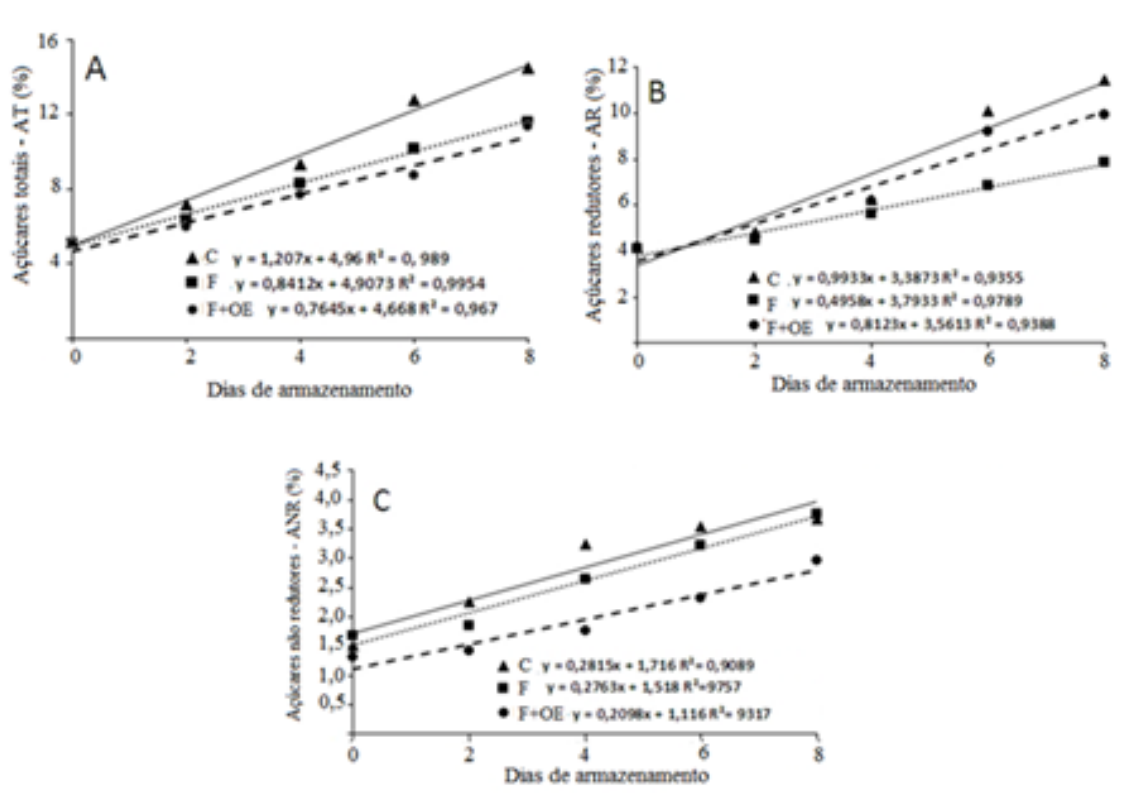 A
Açúcares totais - AT (%)
16
12
8
4
C y = 1,207x + 4,96 R² = 0, 989
F y = 0,8412x + 4,9073 R² = 0,9954
F+OE y = 0,7645x + 4,668 R² = 0,967
0 2 4 6 8
Dias de armazenamento
B
Açúcares redutores - AR (%)
12
10
8
6
4
2
C y = 0,9933x + 3,3873 R² = 0,9355
F y = 0,4958x + 3,7933 R² = 0,9789
F+OE y = 0,8123x + 3,5613 R² = 0,9388
0 2 4 6 8
Dias de armazenamento
C
Açúcares não redutores - ANR (%)
4,5
4,0
3,5
3,0
2,5
2,0
1,5
1,0
0,5
C y = 0,2815x + 1,716 R² = 0,9089
F y = 0,2763x + 1,518 R²=9757
F+OE y = 0,2098x + 1,116 R²= 9317
0 2 4 6 8
Dias de armazenamento